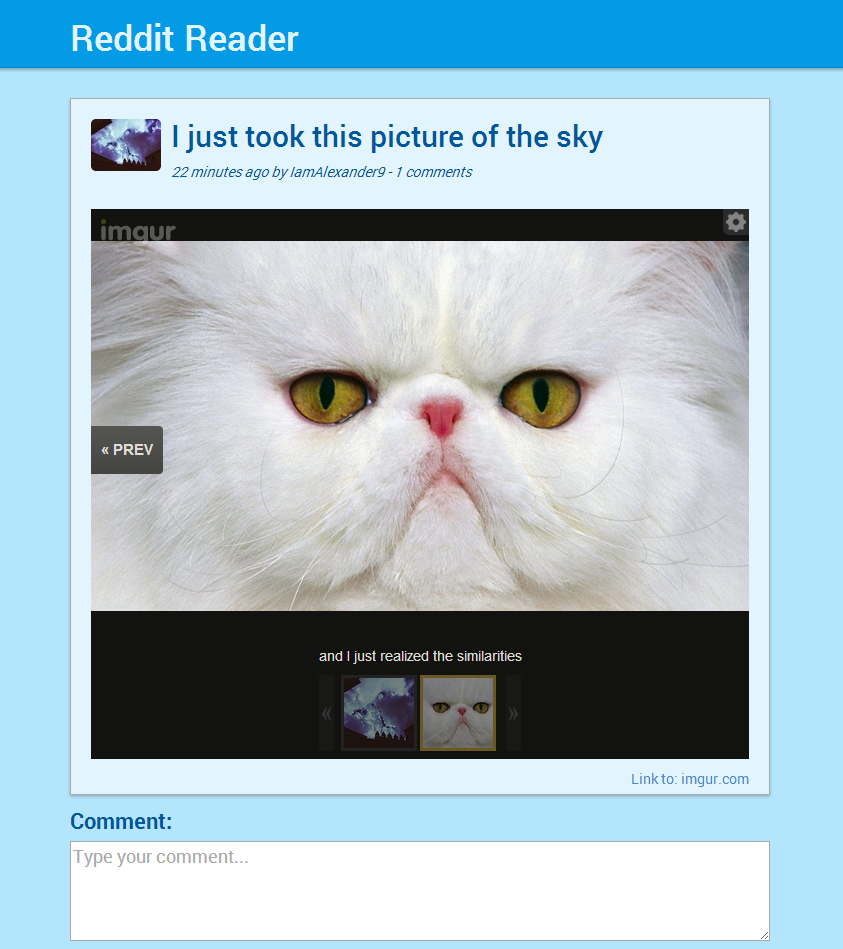 Reddit Reader
I just took this picture of the sky
22 minutes ago by IamAlexander9 - 1 comments
imgur
« PREV
and I just realized the similarities
« »
Link to: imgur.com
Comment:
Type your comment...